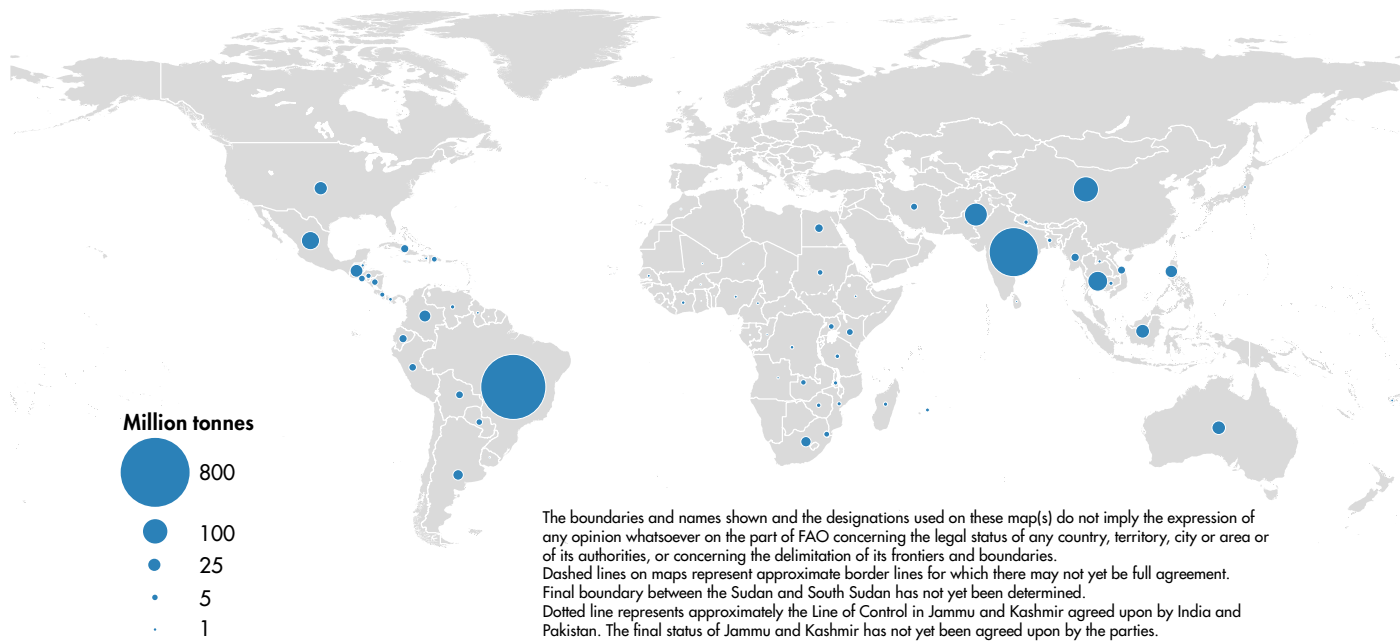 Million tonnes
800
100
25
5
1
The boundaries and names shown and the designations used on these map(s) do not imply the expression of
any opinion whatsoever on the part of FAO concerning the legal status of any country, territory, city or area or
of its authorities, or concerning the delimitation of its frontiers and boundaries.
Dashed lines on maps represent approximate border lines for which there may not yet be full agreement.
Final boundary between the Sudan and South Sudan has not yet been determined.
Dotted line represents approximately the Line of Control in Jammu and Kashmir agreed upon by India and
Pakistan. The final status of Jammu and Kashmir has not yet been agreed upon by the parties.